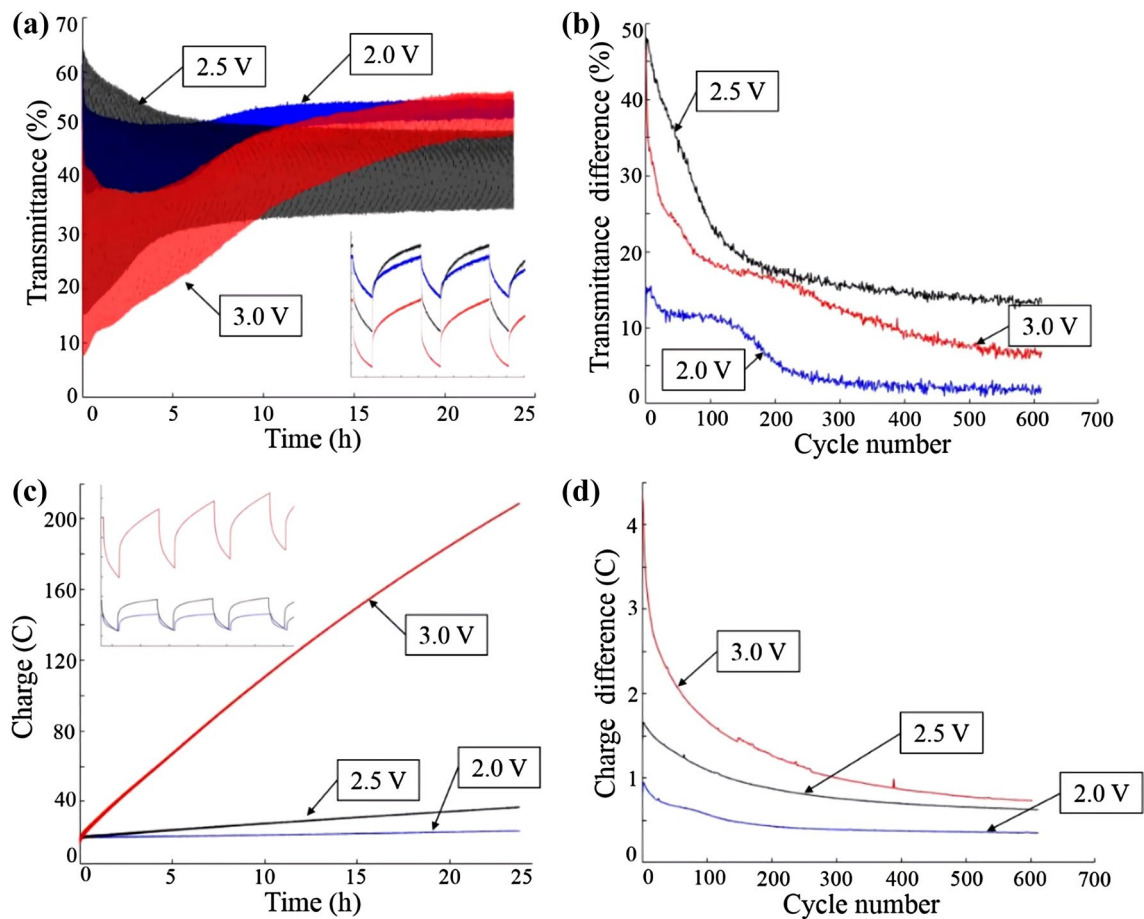 (a)
70
60
50
40
30
20
10
0
Transmittance (%)
2.5 V
2.0 V
3.0 V
0 5 10 15 20 25
Time (h)
(b)
50
40
30
20
10
0
Transmittance difference (%)
2.5 V
3.0 V
2.0 V
0 100 200 300 400 500 600 700
Cycle number
(c)
200
160
120
80
40
0
Charge (C)
3.0 V
2.5 V
2.0 V
0 5 10 15 20 25
Time (h)
(d)
4
3
2
1
0
Charge difference (C)
3.0 V
2.5 V
2.0 V
0 100 200 300 400 500 600 700
Cycle number